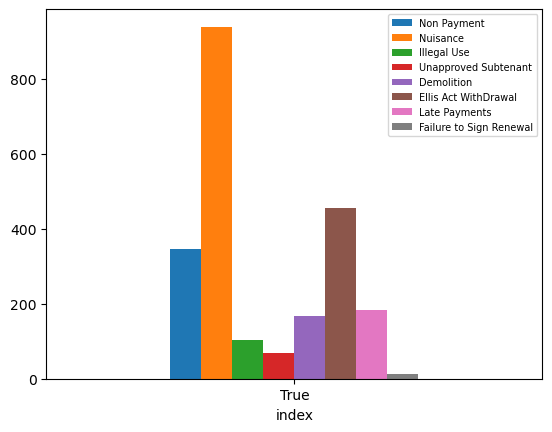 Non Payment
Nuisance
Illegal Use
Unapproved Subtenant
Demolition
Ellis Act WithDrawal
Late Payments
Failure to Sign Renewal
800
600
400
200
0
True
index